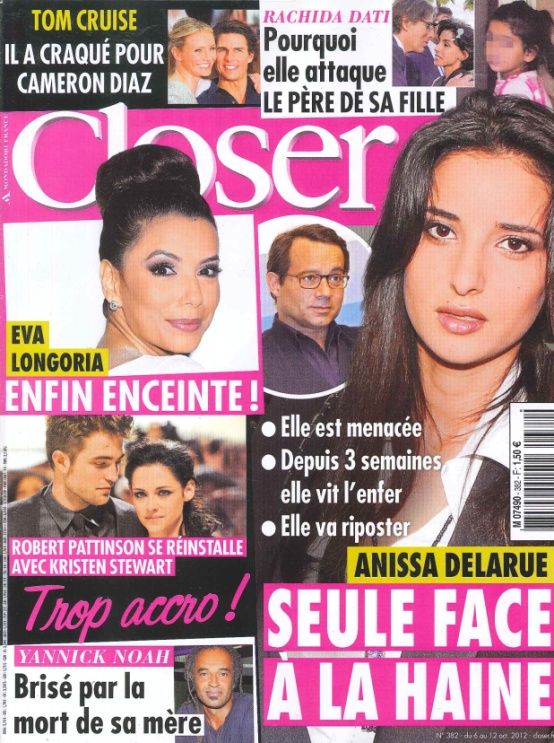 TOM CRUISE
IL A CRAQUÉ POUR
CAMERON DIAZ
RACHIDA DATI
Pourquoi
elle attaque
LE PÈRE DE SA FILLE
MONDADORI FRANCE
Closer
EVA
LONGORIA
ENFIN ENCEINTE !
Elle est menacée
Depuis 3 semaines,
elle vit l'enfer
Elle va riposter
M 07490 - 382 - F: 1,50 €
ROBERT PATTINSON SE RÉINSTALLE
AVEC KRISTEN STEWART
Trop accro !
ANISSA DELARUE
SEULE FACE
À LA HAINE
YANNICK NOAH
Brisé par la
mort de sa mère
N° 382 - du 6 au 12 oct. 2012 - closer.fr